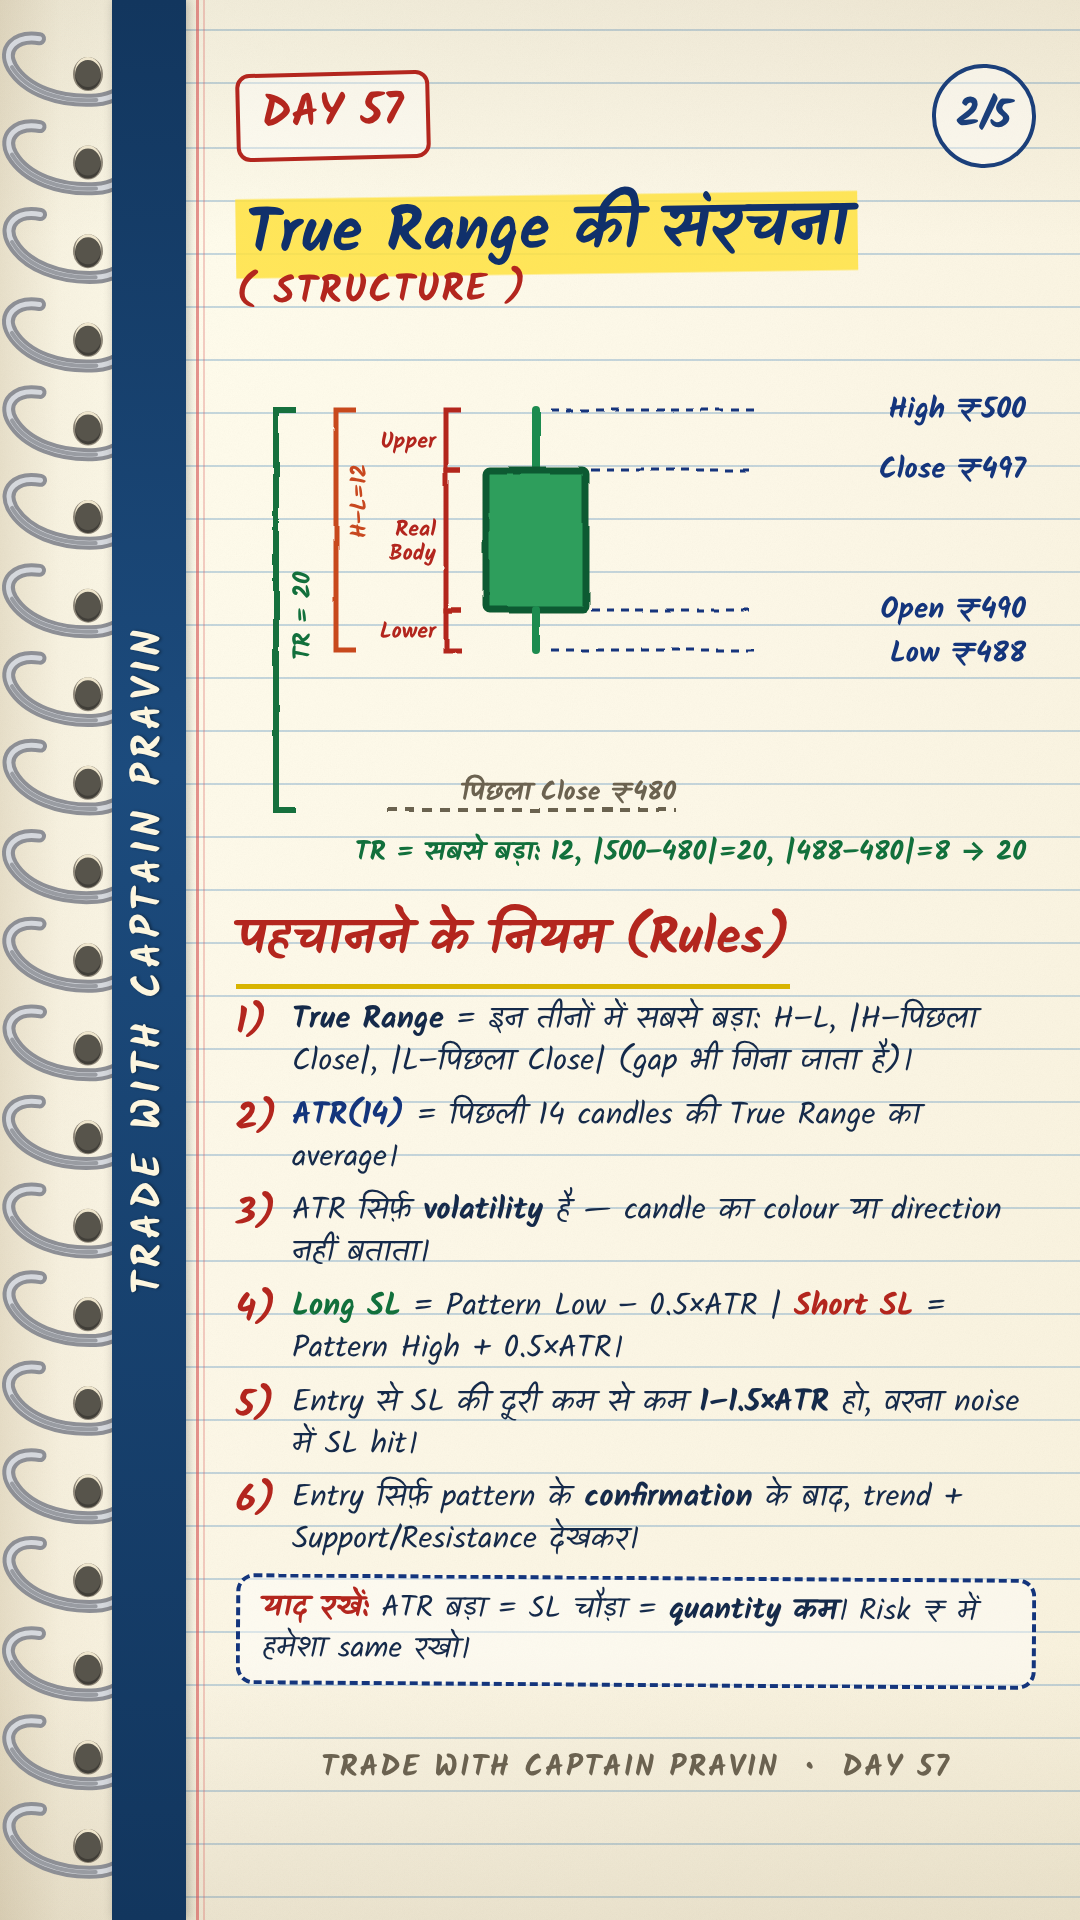 DAY 57
2/5
True Range की संरचना
( STRUCTURE )
High ₹500
Upper
Close ₹497
H−L=12
Real
Body
TR = 20
Open ₹490
Lower
Low ₹488
पिछला Close ₹480
TR = सबसे बड़ा: 12, |500−480|=20, |488−480|=8 → 20
पहचानने के नियम (Rules)
1) True Range = इन तीनों में सबसे बड़ा: H−L, |H−पिछला
Close|, |L−पिछला Close| (gap भी गिना जाता है)।
2) ATR(14) = पिछली 14 candles की True Range का
average।
3) ATR सिर्फ़ volatility है — candle का colour या direction
नहीं बताता।
4) Long SL = Pattern Low − 0.5×ATR | Short SL =
Pattern High + 0.5×ATR।
5) Entry से SL की दूरी कम से कम 1–1.5×ATR हो, वरना noise
में SL hit।
6) Entry सिर्फ़ pattern के confirmation के बाद, trend +
Support/Resistance देखकर।
याद रखें: ATR बड़ा = SL चौड़ा = quantity कम। Risk ₹ में
हमेशा same रखो।
TRADE WITH CAPTAIN PRAVIN · DAY 57
TRADE WITH CAPTAIN PRAVIN